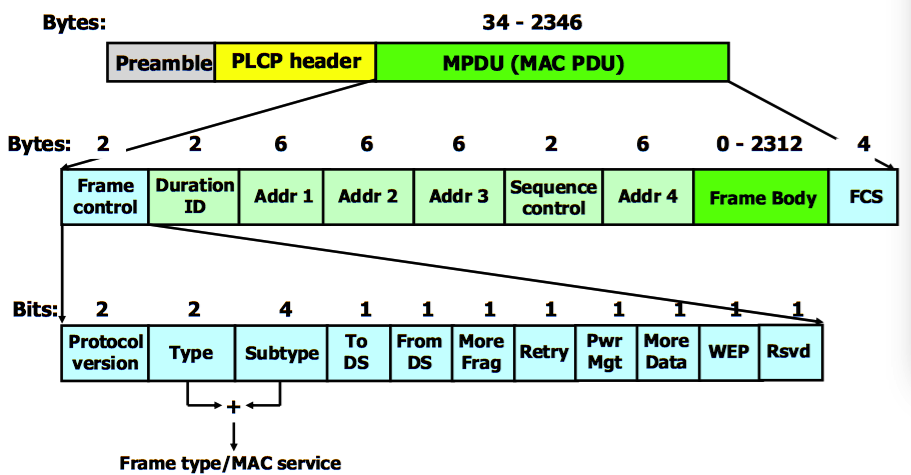 Bytes: 34 - 2346
Preamble PLCP header MPDU (MAC PDU)
Bytes: 2 2 6 6 6 2 6 0 - 2312 4
Frame control Duration ID Addr 1 Addr 2 Addr 3 Sequence control Addr 4 Frame Body FCS
Bits: 2 2 4 1 1 1 1 1 1 1 1
Protocol version Type Subtype To DS From DS More Frag Retry Pwr Mgt More Data WEP Rsvd
+
Frame type/MAC service